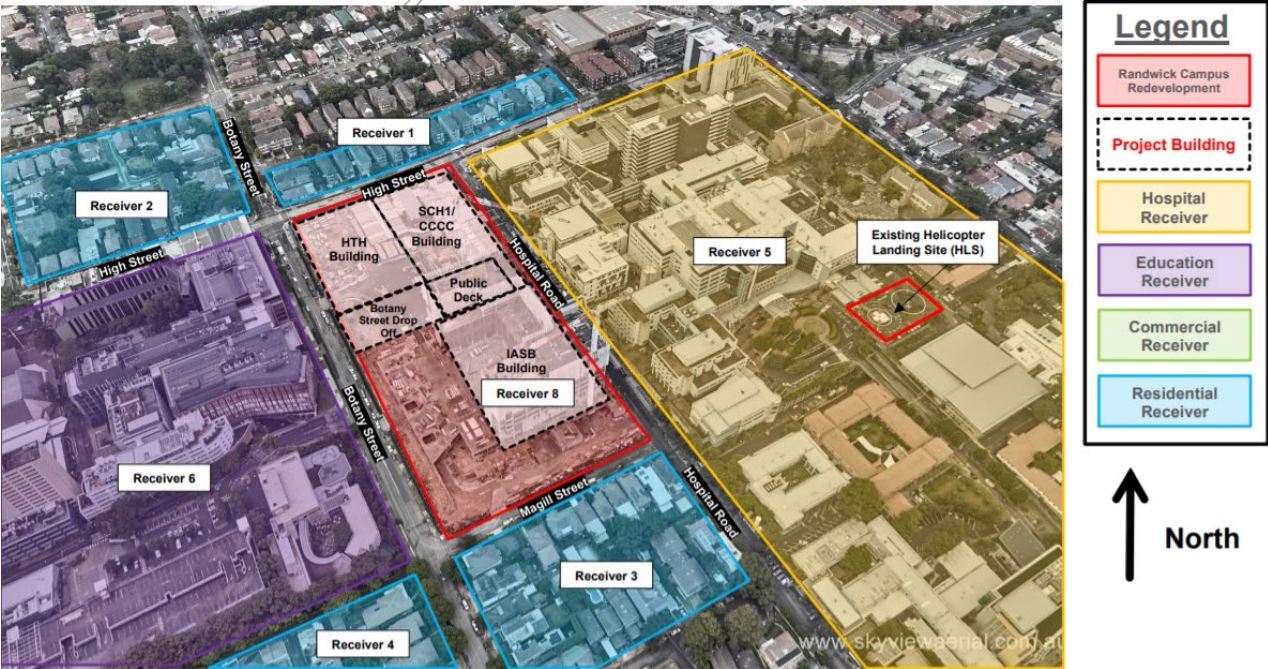 Legend
Randwick Campus
Redevelopment
Project Building
Hospital
Receiver
Education
Receiver
Commercial
Receiver
Residential
Receiver
North
Receiver 1
Botany Street
Receiver 2
High Street
High Street
SCH1/
CCCC
Building
HTH
Building
Hospital Road
Receiver 5
Existing Helicopter
Landing Site (HLS)
Public
Deck
Botany
Street Drop
Off
IASB
Building
Receiver 8
Botany Street
Receiver 6
Magill Street
Hospital Road
Receiver 3
Receiver 4
www.skyviewaerial.com.au